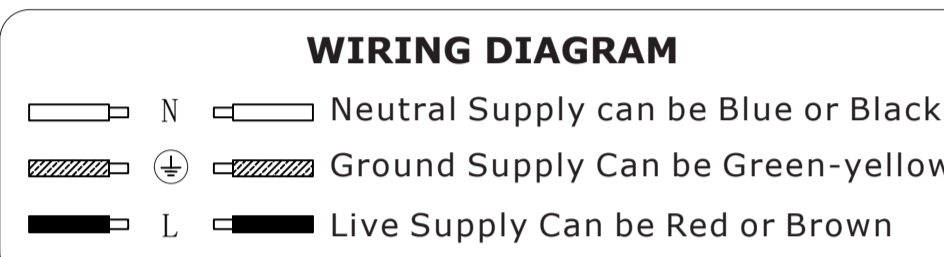 WIRING DIAGRAM
N Neutral Supply can be Blue or Black
Ground Supply Can be Green-yellow
L Live Supply Can be Red or Brown